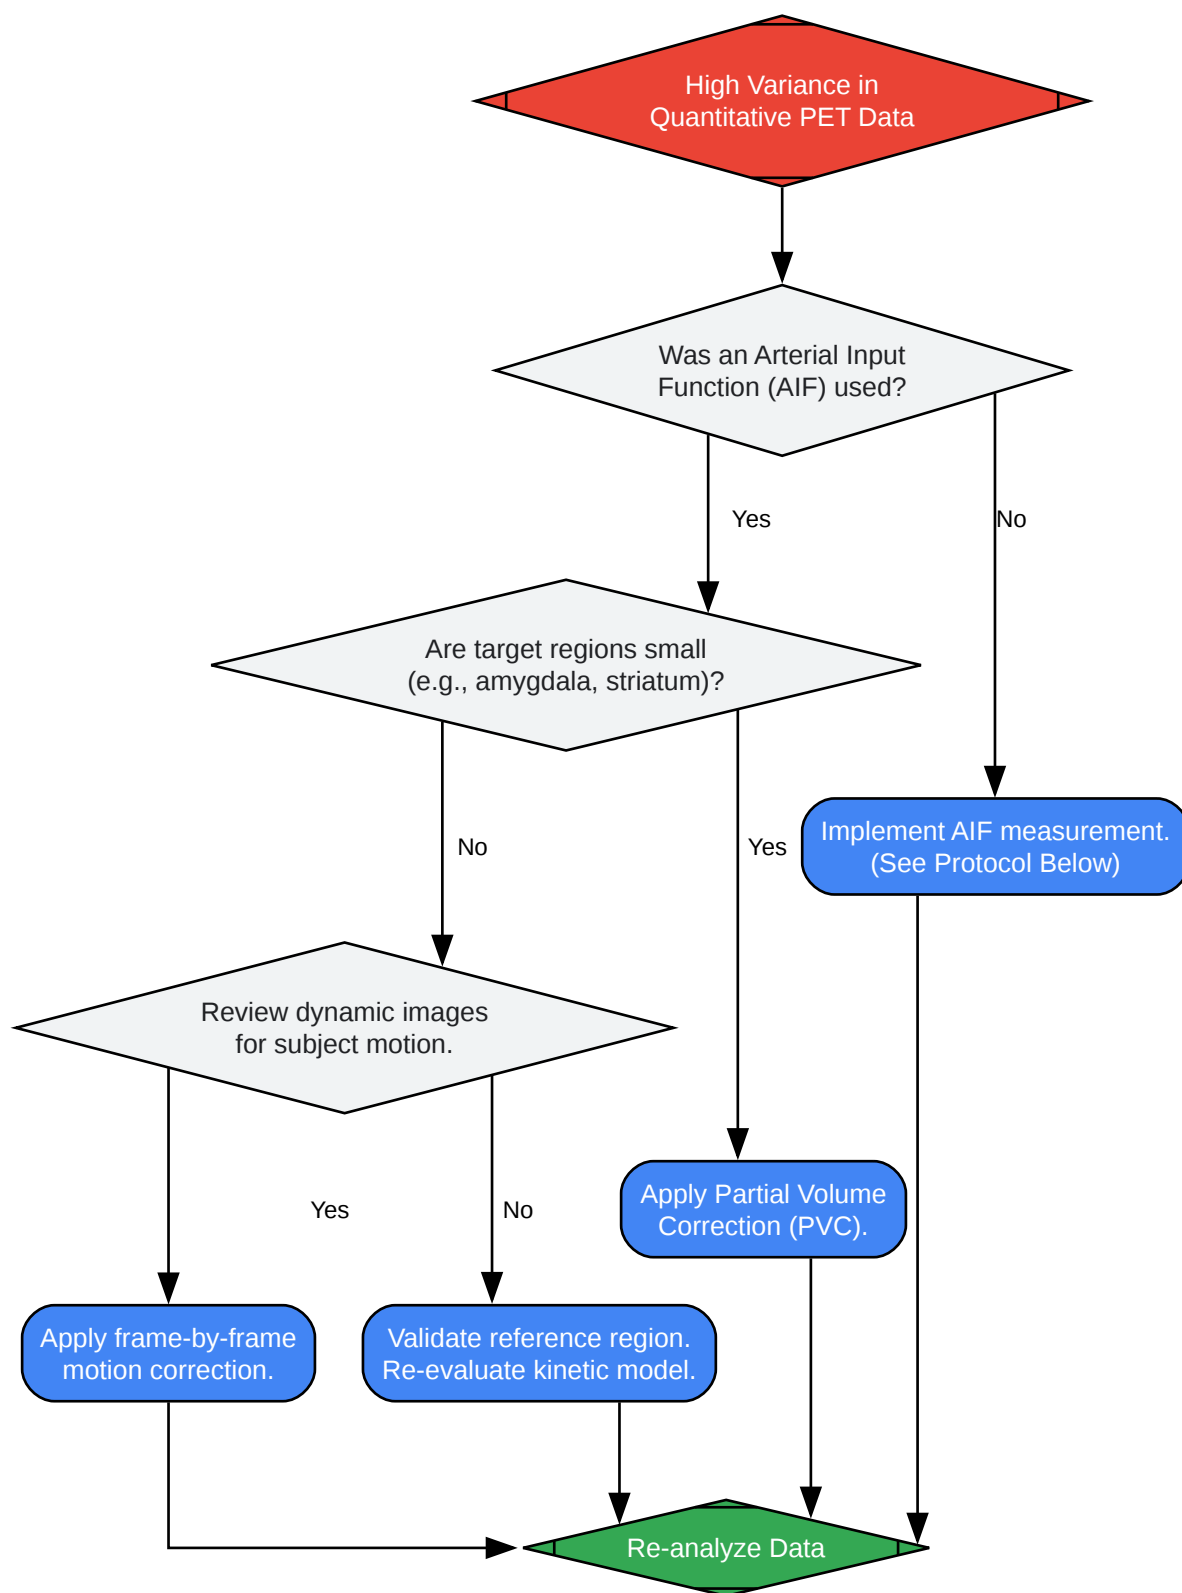 High Variance in
Quantitative PET Data
Was an Arterial Input
Function (AIF) used?
Yes
No
Are target regions small
(e.g., amygdala, striatum)?
No
Yes
Implement AIF measurement.
(See Protocol Below)
Review dynamic images
for subject motion.
Yes
No
Apply Partial Volume
Correction (PVC).
Apply frame-by-frame
motion correction.
Validate reference region.
Re-evaluate kinetic model.
Re-analyze Data